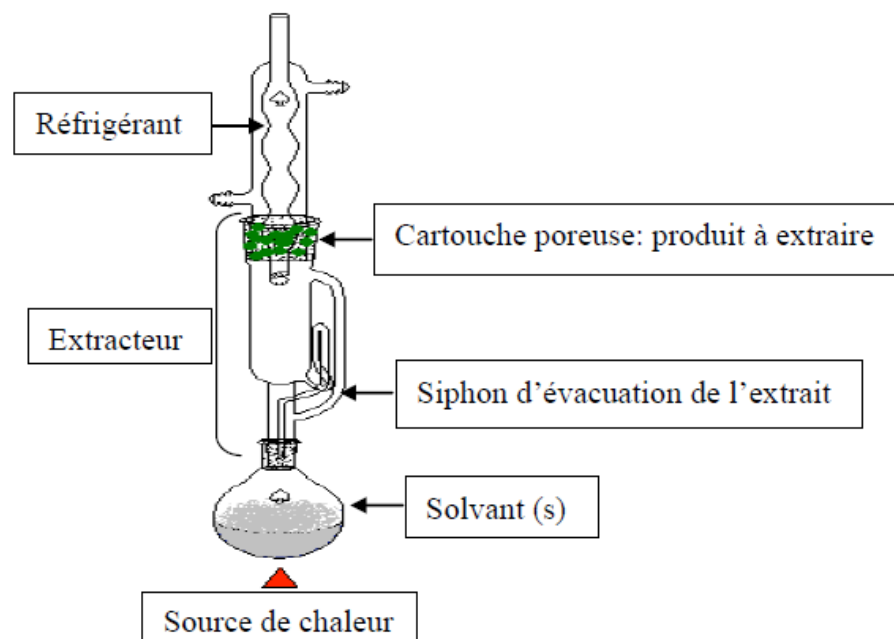 Réfrigérant
Cartouche poreuse: produit à extraire
Extracteur
Siphon d’évacuation de l’extrait
Solvant (s)
Source de chaleur